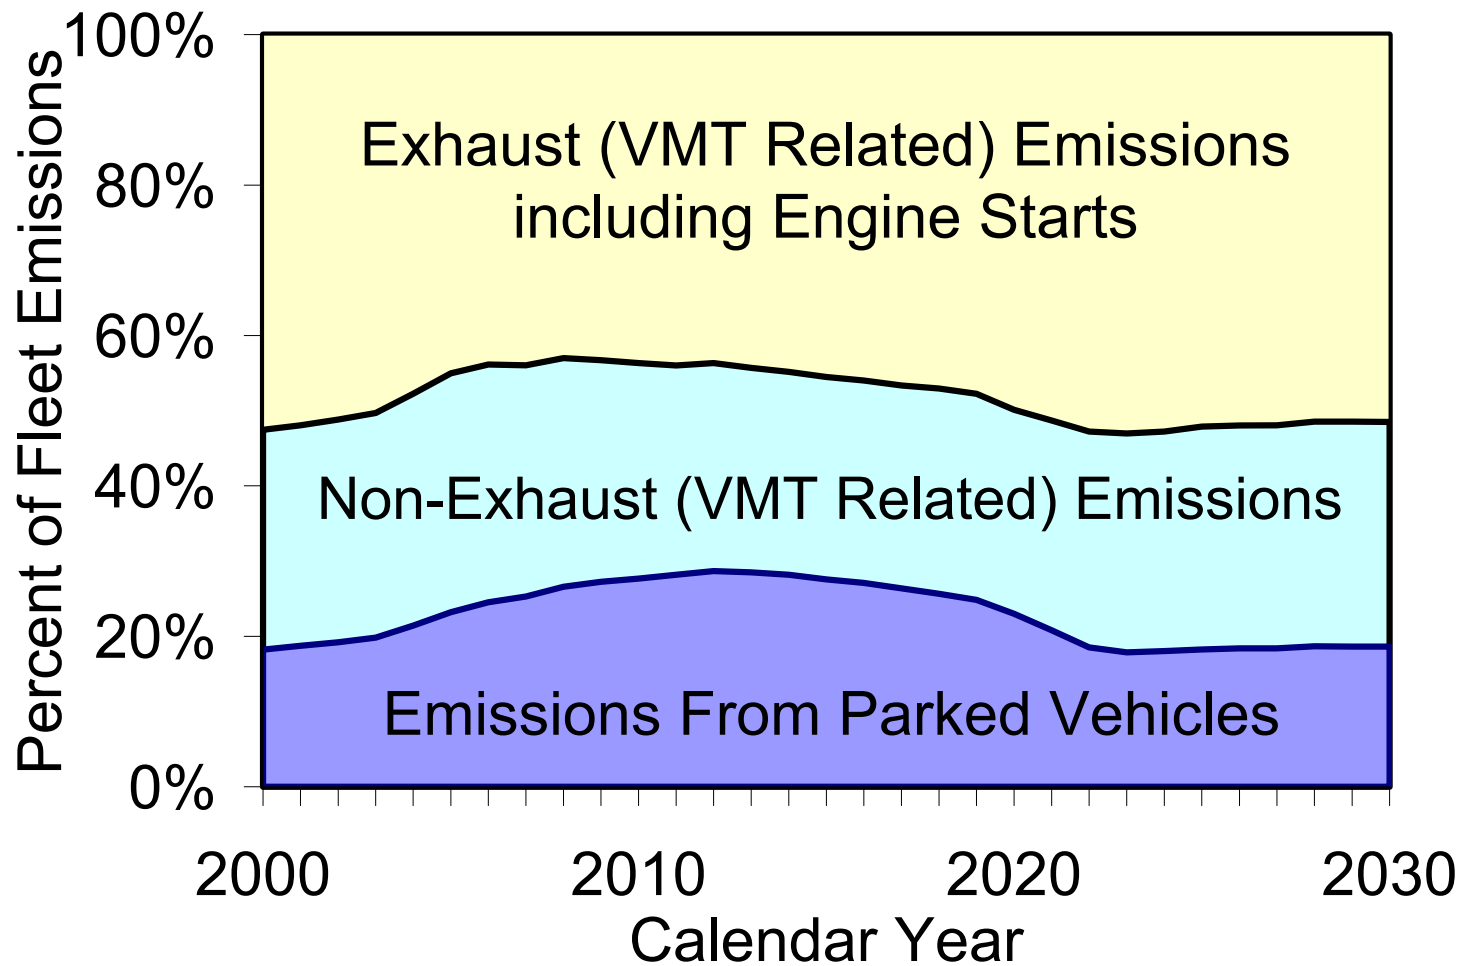 Percent of Fleet Emissions
100%
80%
60%
40%
20%
0%
Exhaust (VMT Related) Emissions
including Engine Starts
Non-Exhaust (VMT Related) Emissions
Emissions From Parked Vehicles
2000 2010 2020 2030
Calendar Year